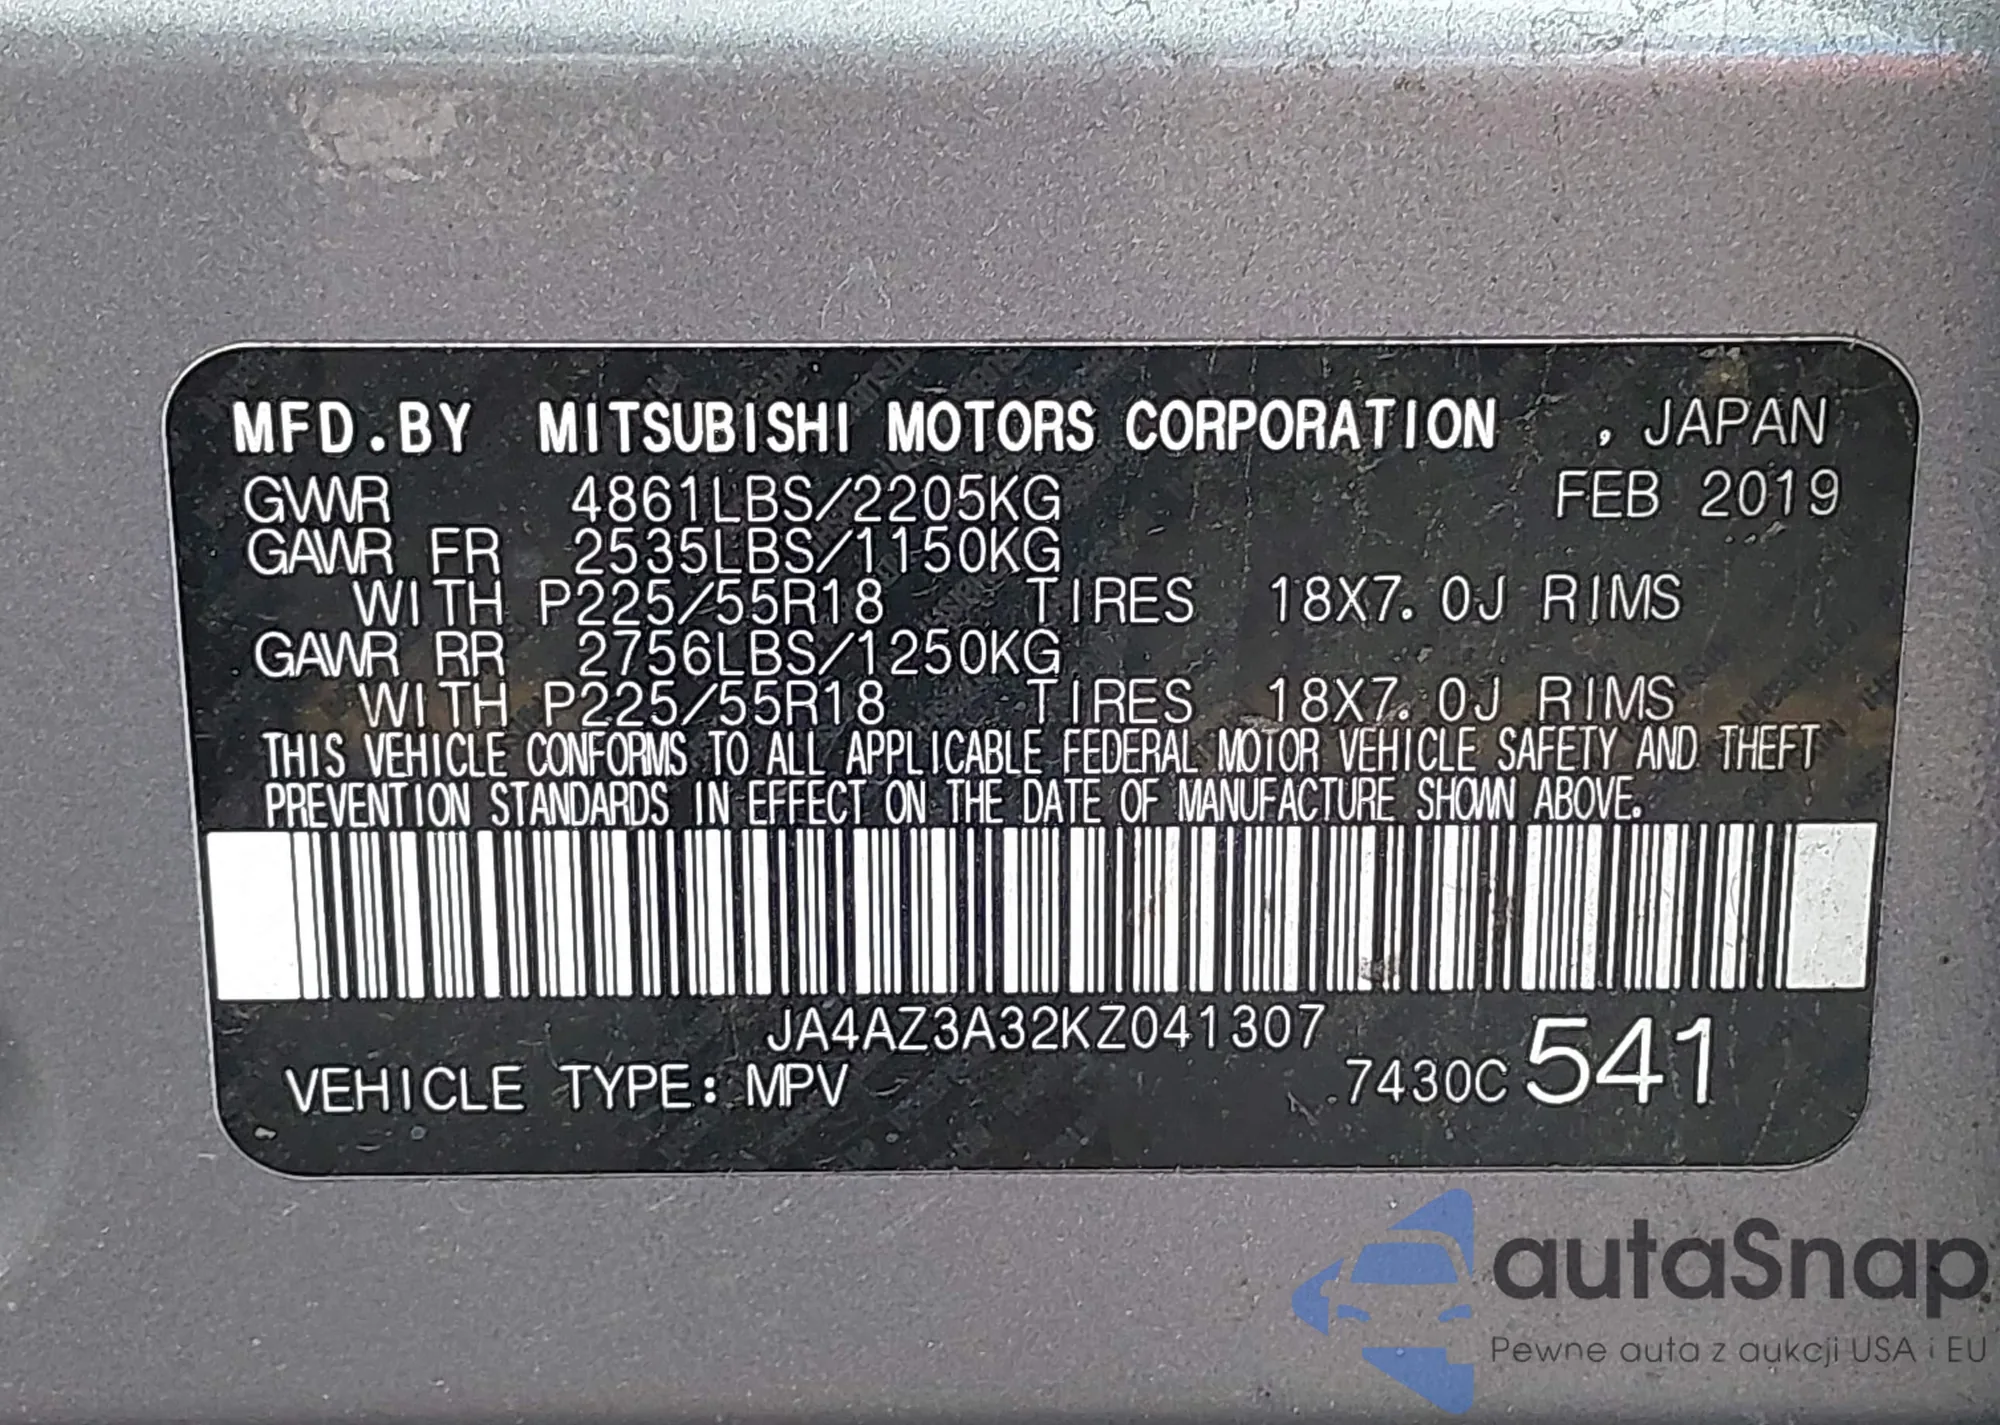 MFD.BY MITSUBISHI MOTORS CORPORATION , JAPAN
GVWR 4861LBS/2205KG FEB 2019
GAWR FR 2535LBS/1150KG
WITH P225/55R18 TIRES 18X7.0J RIMS
GAWR RR 2756LBS/1250KG
WITH P225/55R18 TIRES 18X7.0J RIMS
THIS VEHICLE CONFORMS TO ALL APPLICABLE FEDERAL MOTOR VEHICLE SAFETY AND THEFT
PREVENTION STANDARDS IN EFFECT ON THE DATE OF MANUFACTURE SHOWN ABOVE.
JA4AZ3A32KZ041307
VEHICLE TYPE: MPV 7430C 541
autaSnap
Pewne auta z aukcji USA i EU